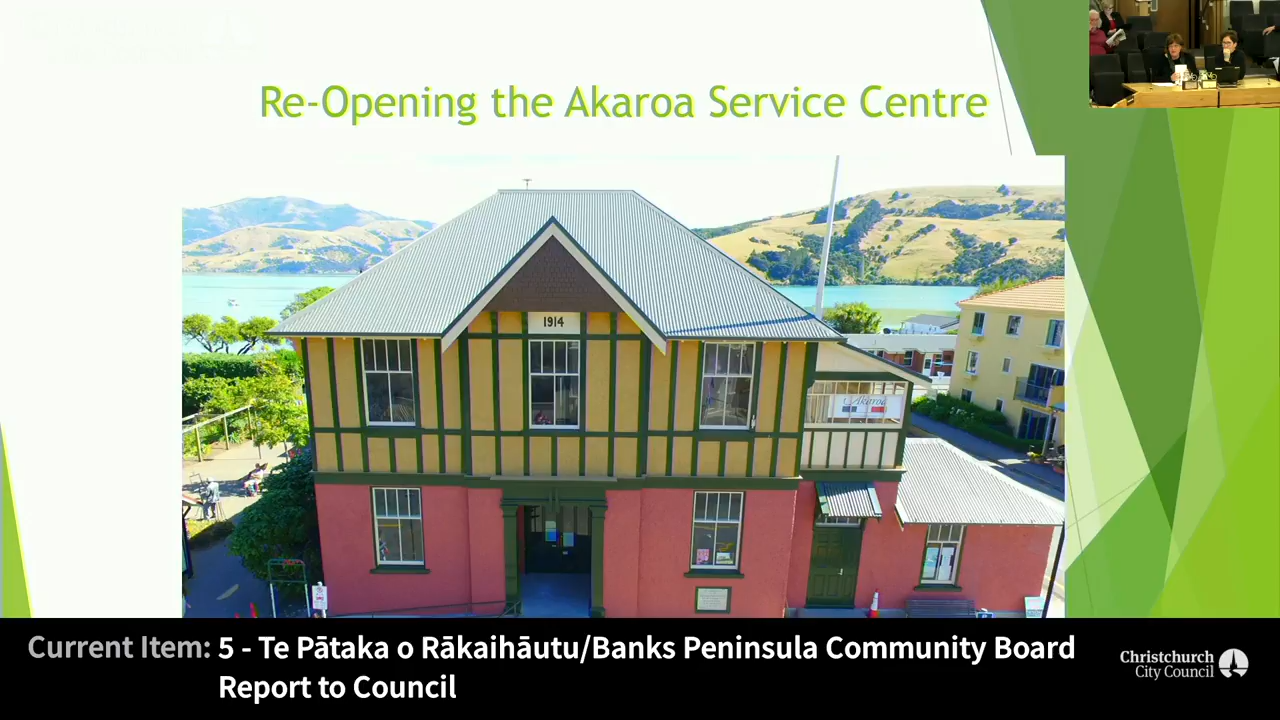 Re-Opening the Akaroa Service Centre
1914
Akaroa
Current Item: 5 - Te Pātaka o Rākaihāutu/Banks Peninsula Community Board
Report to Council
Christchurch
City Council